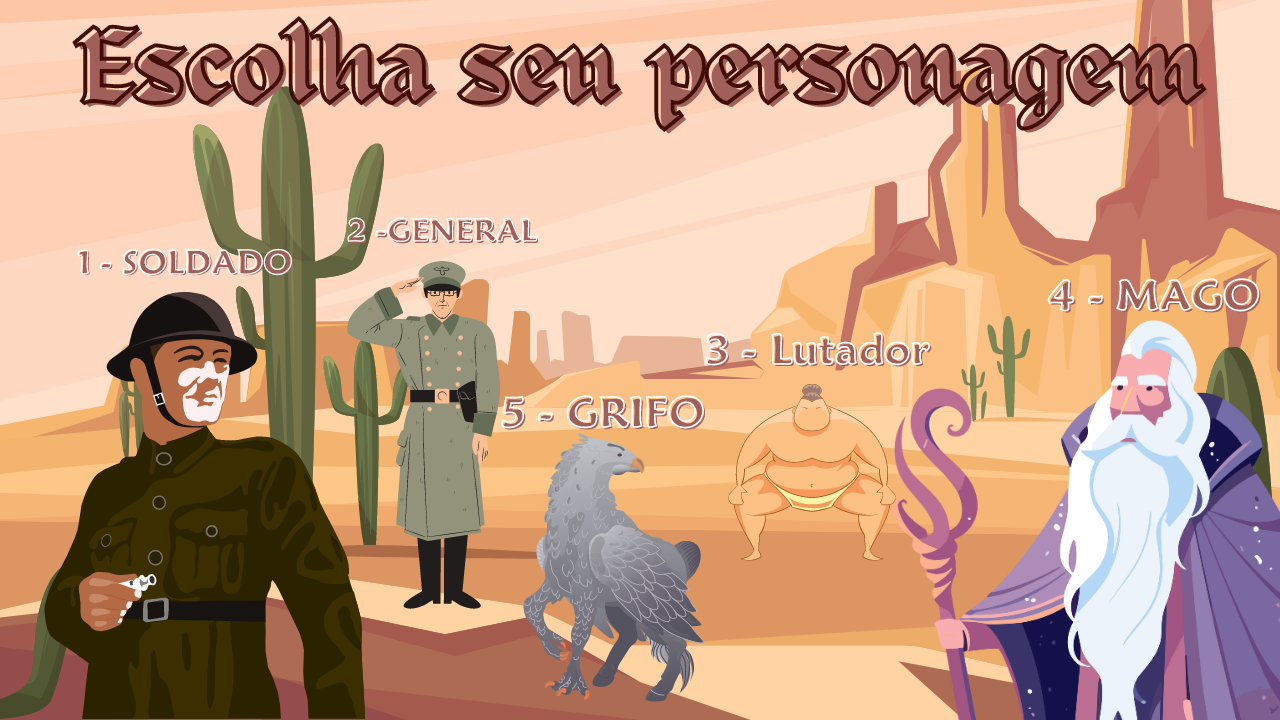 Escolha seu personagem
1 - SOLDADO
2 -GENERAL
3 - Lutador
4 - MAGO
5 - GRIFO